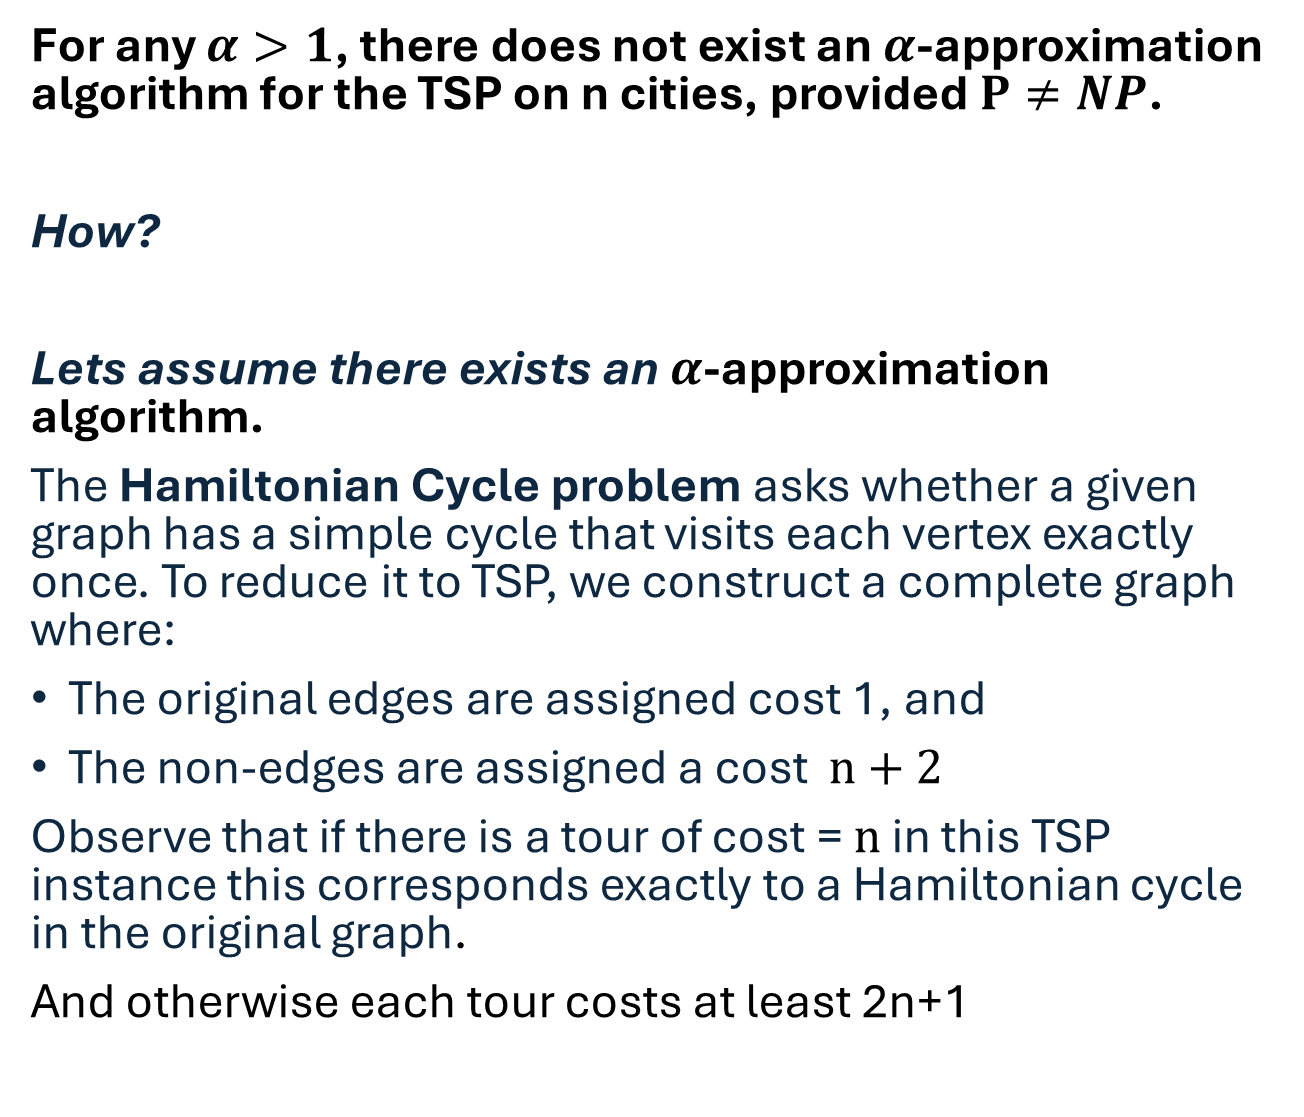 For any 𝜶 > 𝟏, there does not exist an 𝜶-approximation
algorithm for the TSP on n cities, provided 𝐏 ≠ 𝑵𝑷.
How?
Lets assume there exists an 𝜶-approximation
algorithm.
The Hamiltonian Cycle problem asks whether a given
graph has a simple cycle that visits each vertex exactly
once. To reduce it to TSP, we construct a complete graph
where:
• The original edges are assigned cost 1, and
• The non-edges are assigned a cost n + 2
Observe that if there is a tour of cost = n in this TSP
instance this corresponds exactly to a Hamiltonian cycle
in the original graph.
And otherwise each tour costs at least 2n+1